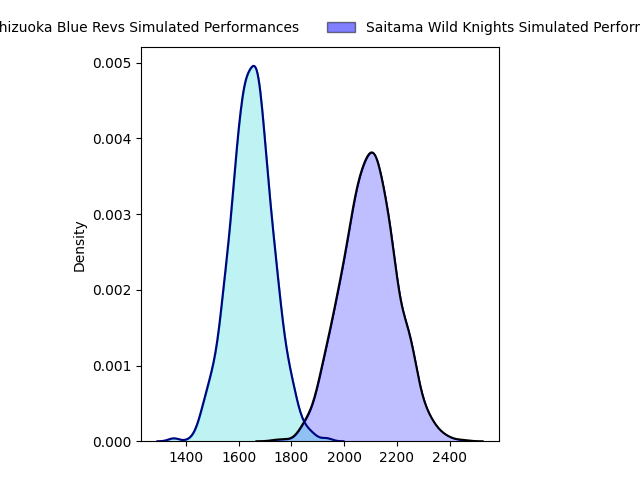 hizuoka Blue Revs Simulated Performances
Saitama Wild Knights Simulated Perfor
0.005
0.004
0.003
0.002
0.001
0.000
Density
1400 1600 1800 2000 2200 2400